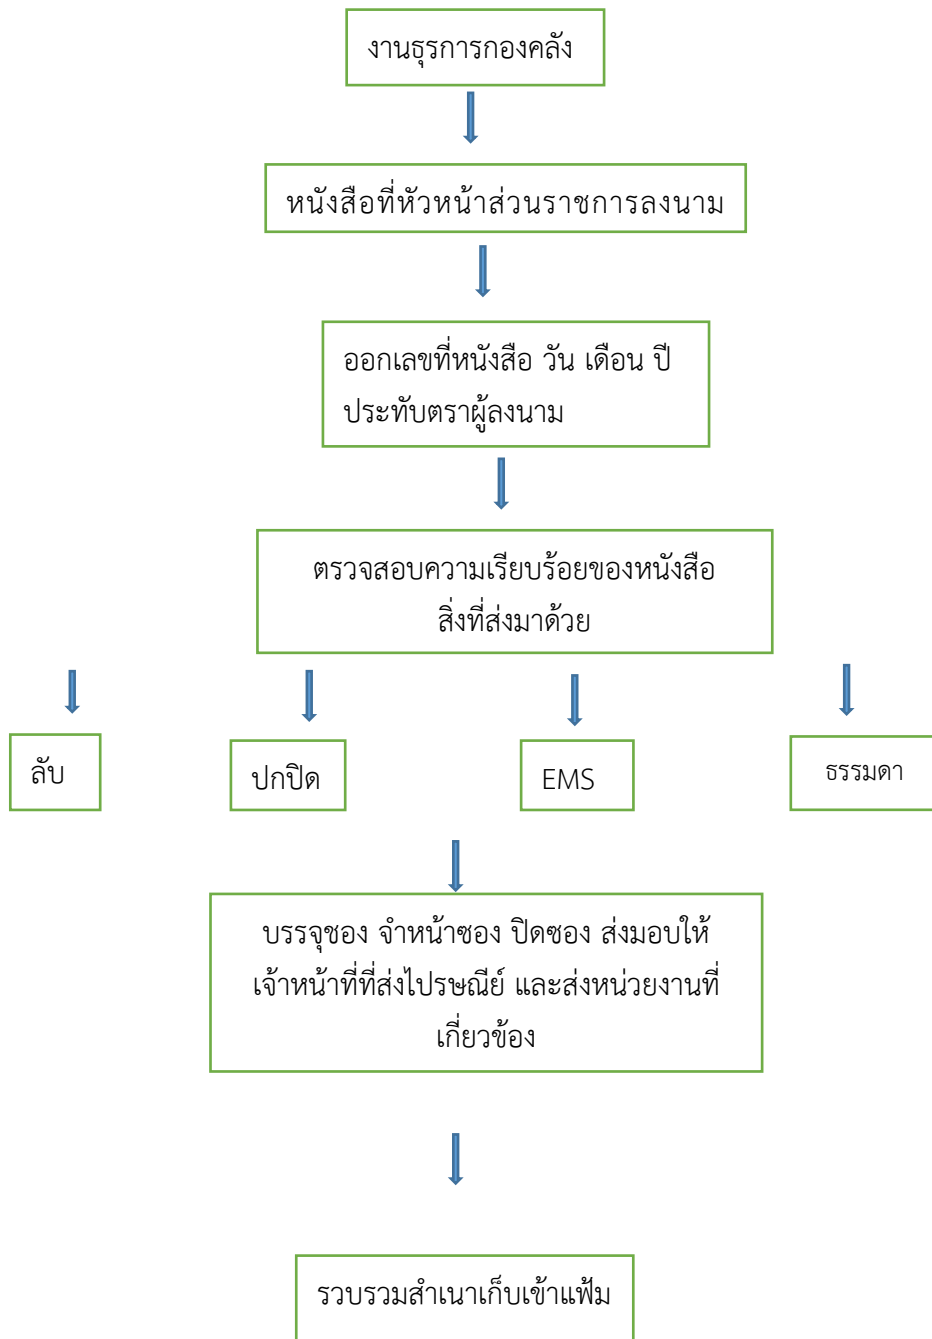 งานธุรการกองคลัง
หนังสือที่หัวหน้าส่วนราชการลงนาม
ออกเลขที่หนังสือ วัน เดือน ปี
ประทับตราผู้ลงนาม
ตรวจสอบความเรียบร้อยของหนังสือ
สิ่งที่ส่งมาด้วย
ลับ
ปกปิด
EMS
ธรรมดา
บรรจุชอง จำหน้าซอง ปิดซอง ส่งมอบให้
เจ้าหน้าที่ที่ส่งไปรษณีย์ และส่งหน่วยงานที่
เกี่ยวข้อง
รวบรวมสำเนาเก็บเข้าแฟ้ม